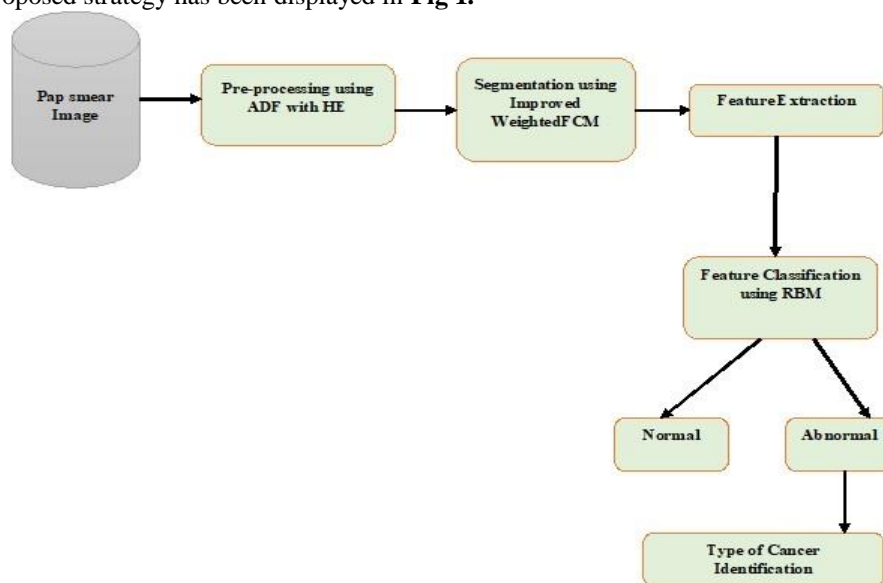 oposed strategy has been displayed in Fig 1.
Pap smear
Image
Pre-processing using
ADF with HE
Segmentation using
Improved
WeightedFCM
FeatureExtraction
Feature Classification
using RBM
Normal
Abnormal
Type of Cancer
Identification